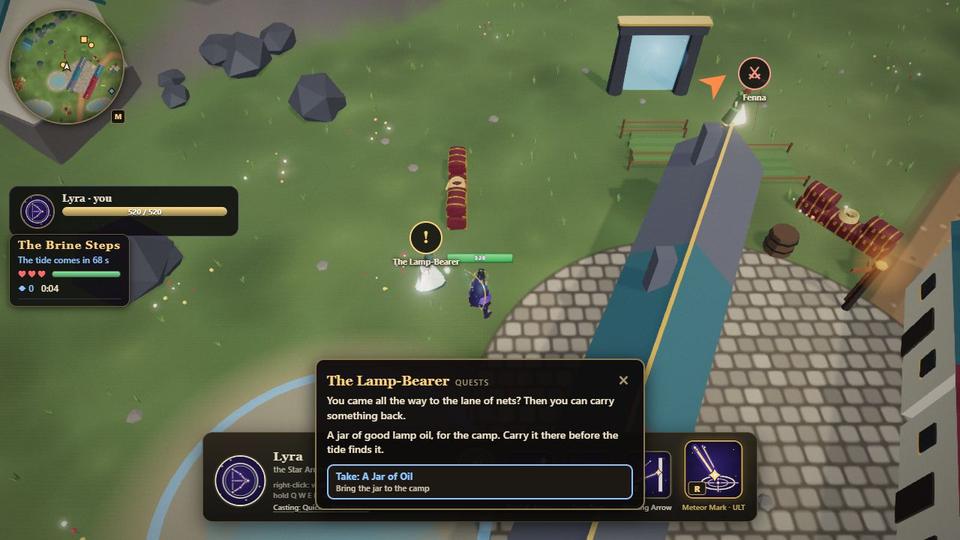 M
Fenna
Lyra · you
520 / 520
The Brine Steps
The tide comes in 68 s
0 0:04
!
The Lamp-Bearer
The Lamp-Bearer QUESTS
You came all the way to the lane of nets? Then you can carry
something back.
A jar of good lamp oil, for the camp. Carry it there before the
tide finds it.
Take: A Jar of Oil
Bring the jar to the camp
Lyra
the Star
right-click:
hold Q W E
Casting:
Arrow
R
Meteor Mark · ULT